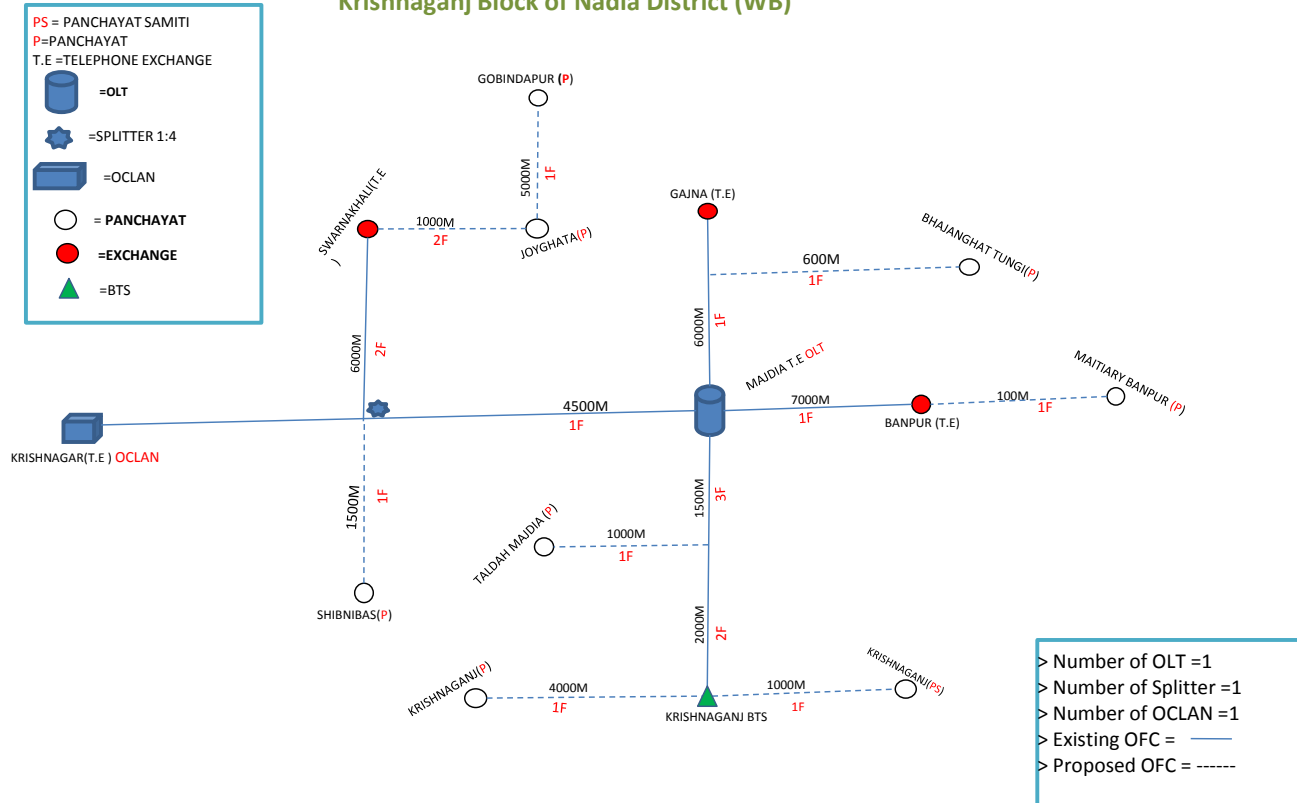 Krishnaganj Block of Nadia District (WB)
PS = PANCHAYAT SAMITI
P=PANCHAYAT
T.E =TELEPHONE EXCHANGE
=OLT
=SPLITTER 1:4
=OCLAN
= PANCHAYAT
=EXCHANGE
=BTS
GOBINDAPUR (P)
5000M
1F
SWARNAKHALI(T.E
)
1000M
2F
JOYGHATA(P)
GAJNA (T.E)
BHAJANGHAT TUNGI(P)
600M
1F
6000M
2F
6000M
1F
MAJDIA T.E OLT
MAITIARY BANPUR (P)
4500M
1F
7000M
1F
100M
1F
BANPUR (T.E)
KRISHNAGAR(T.E ) OCLAN
1500M
1F
1500M
3F
TALDAH MAJDIA (P)
1000M
1F
SHIBNIBAS(P)
2000M
2F
KRISHNAGANJ(P)
4000M
1F
1000M
1F
KRISHNAGANJ(PS)
KRISHNAGANJ BTS
> Number of OLT =1
> Number of Splitter =1
> Number of OCLAN =1
> Existing OFC =
> Proposed OFC = ------